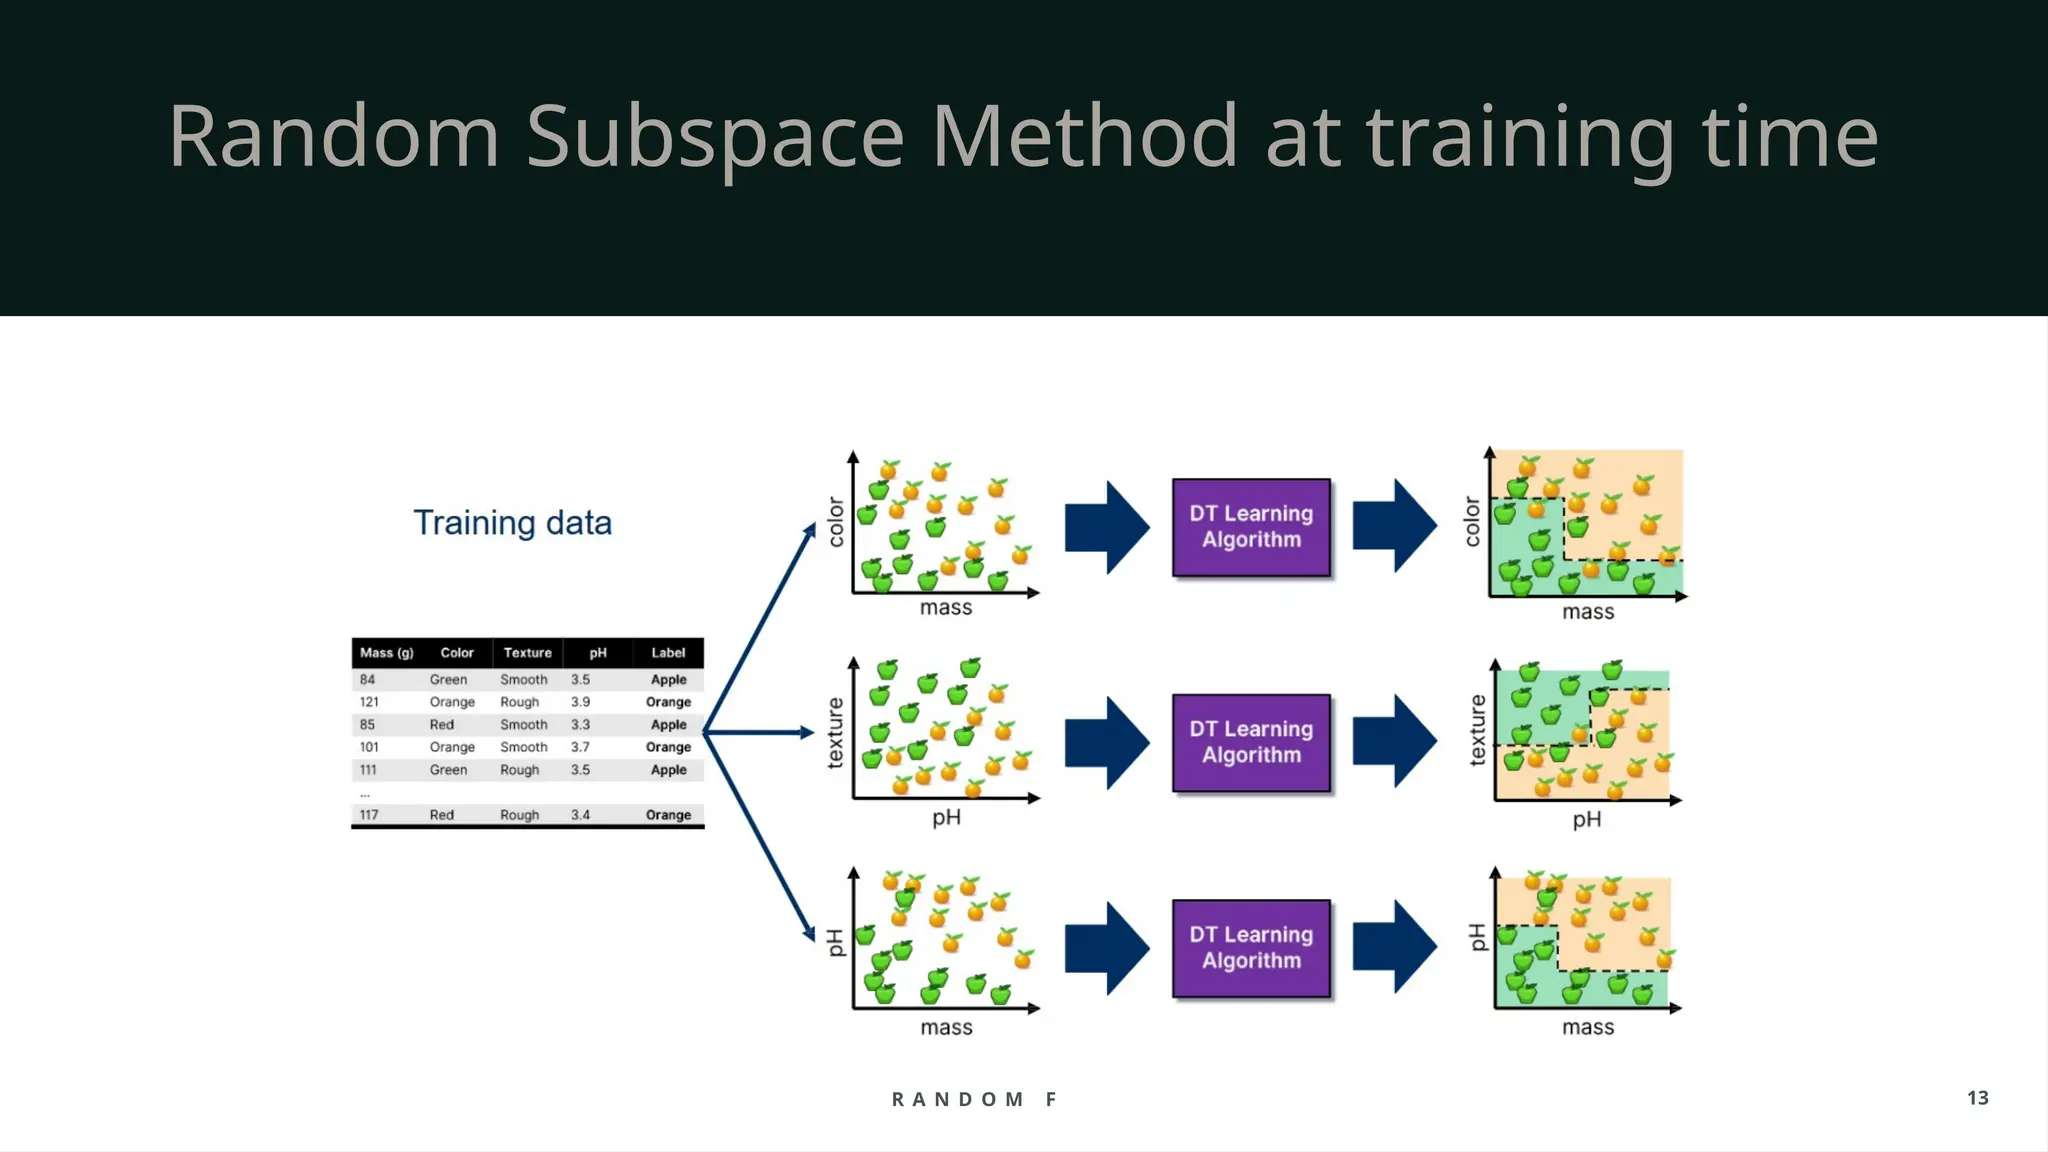 Random Subspace Method at training time
Training data
Mass (g) Color Texture pH Label
84 Green Smooth 3.5 Apple
121 Orange Rough 3.9 Orange
85 Red Smooth 3.3 Apple
101 Orange Smooth 3.7 Orange
111 Green Rough 3.5 Apple
...
117 Red Rough 3.4 Orange
color
mass
DT Learning
Algorithm
color
mass
texture
pH
DT Learning
Algorithm
texture
pH
pH
mass
DT Learning
Algorithm
pH
mass
RANDOM F
13